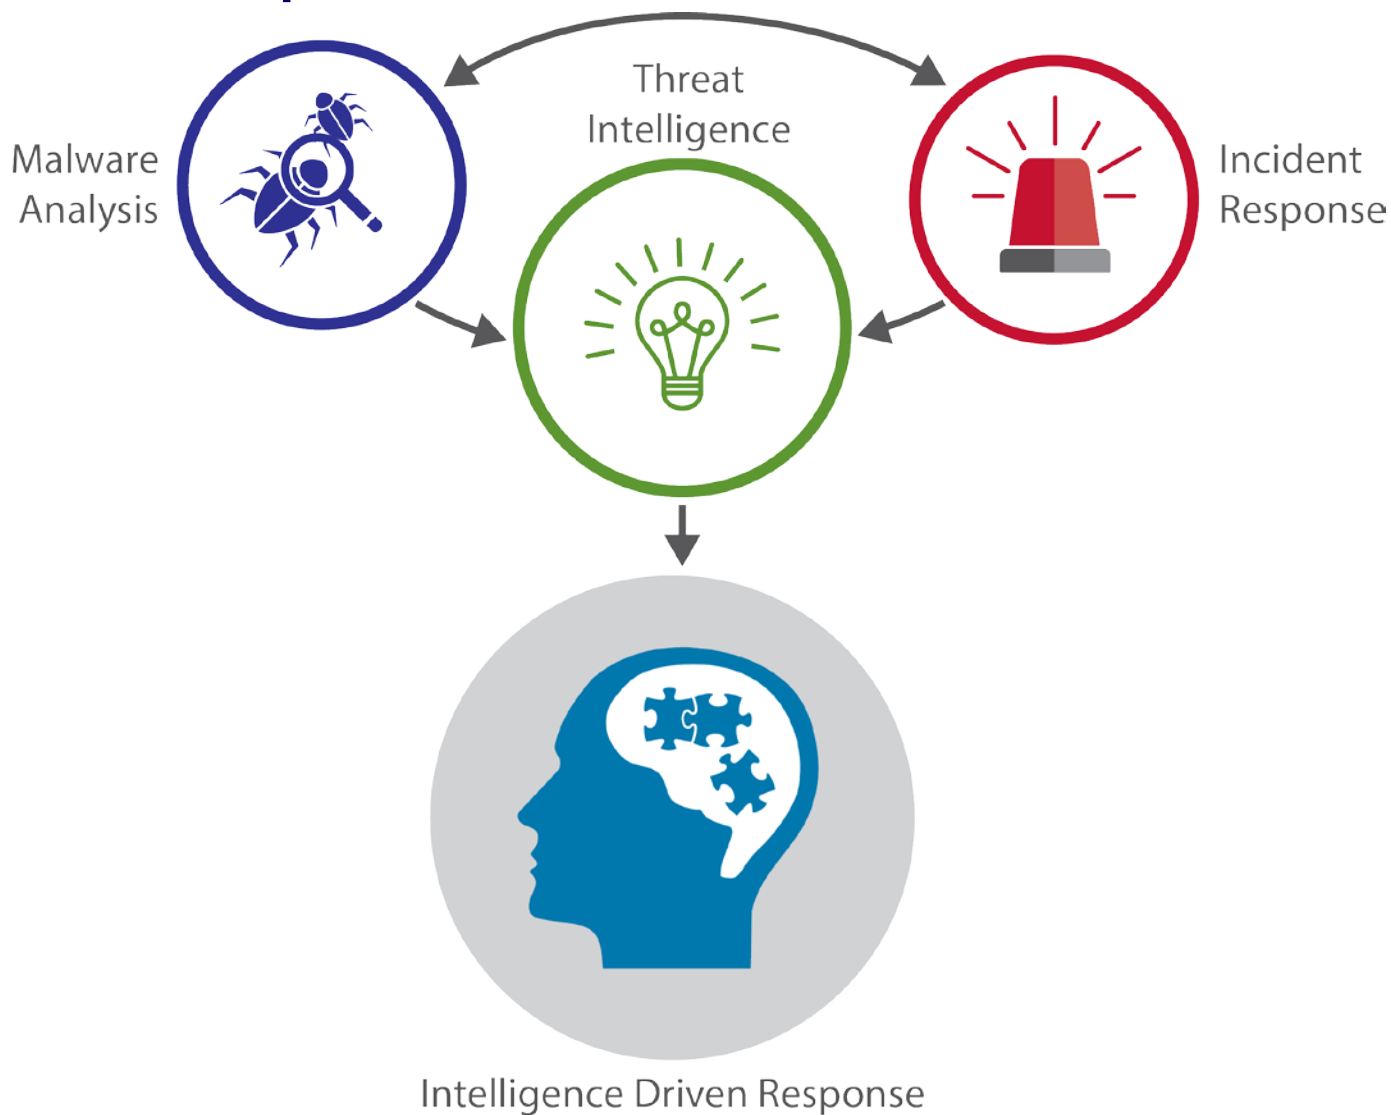 Malware
Analysis
Threat
Intelligence
Incident
Response
Intelligence Driven Response